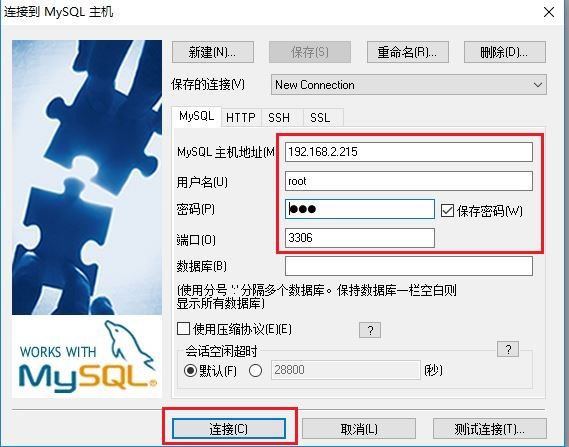 连接到 MySQL 主机
新建(N)... 保存(S) 重命名(R)... 删除(D)...
保存的连接(V) New Connection
MySQL HTTP SSH SSL
MySQL 主机地址(M 192.168.2.215
用户名(U) root
密码(P) ●●● 保存密码(W)
端口(O) 3306
数据库(B)
(使用分号 ';' 分隔多个数据库。保持数据库一栏空白则
显示所有数据库)
使用压缩协议(E)(E) ?
会话空闲超时 ?
默认(F) 28800 (秒)
WORKS WITH
MySQL®
连接(C) 取消(L) 测试连接(T)...